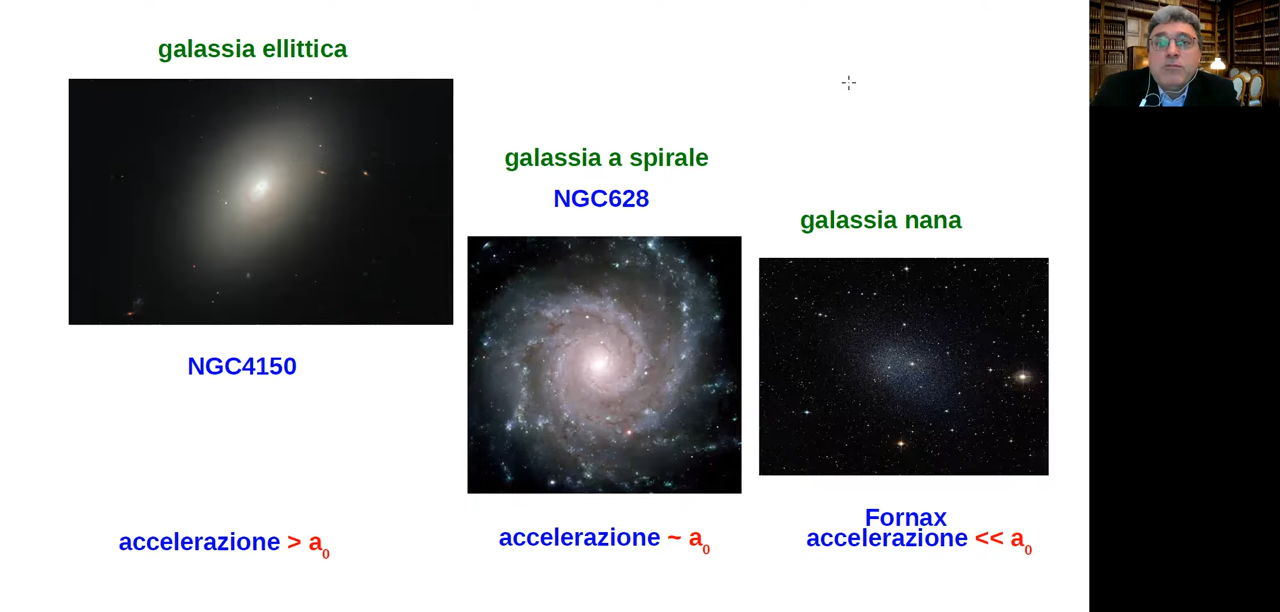 galassia ellittica
NGC4150
accelerazione > a₀
galassia a spirale
NGC628
accelerazione ~ a₀
galassia nana
Fornax
accelerazione << a₀